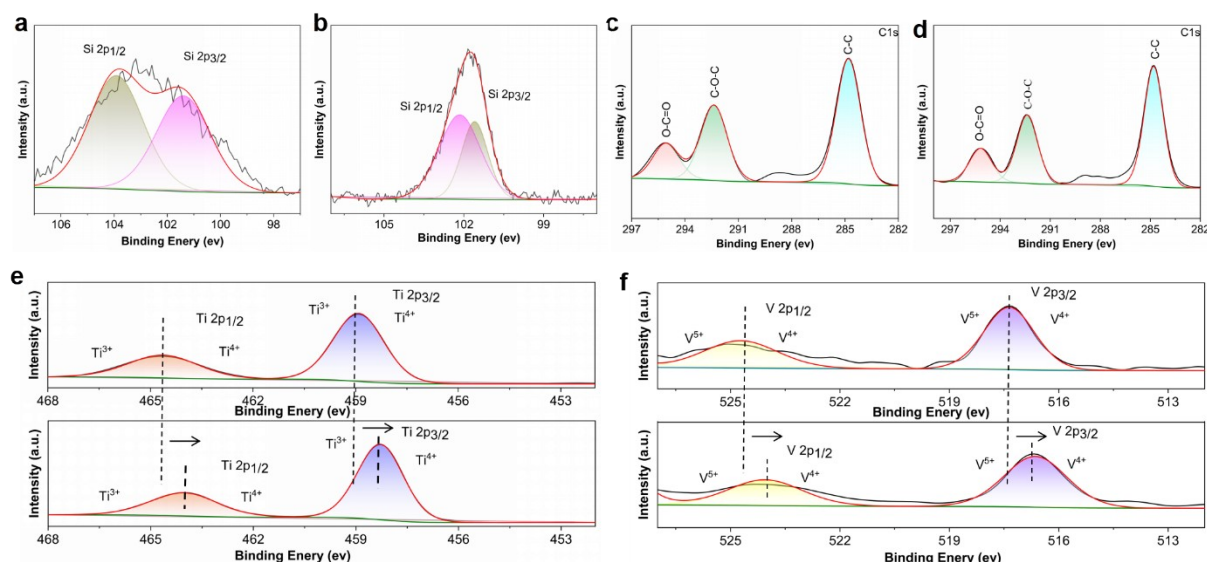 a
Si 2p1/2
Si 2p3/2
Intensity (a.u.)
106 104 102 100 98
Binding Enery (ev)
b
Si 2p1/2
Si 2p3/2
Intensity (a.u.)
105 102 99
Binding Enery (ev)
c
C1s
O-C=O
C-O-C
C-C
Intensity (a.u.)
297 294 291 288 285 282
Binding Enery (ev)
d
C1s
O-C=O
C-O-C
C-C
Intensity (a.u.)
297 294 291 288 285 282
Binding Enery (ev)
e
Ti 2p1/2
Ti 2p3/2
Ti3+
Ti4+
Ti3+
Ti4+
Intensity (a.u.)
468 465 462 459 456 453
Binding Enery (ev)
Ti 2p1/2
Ti 2p3/2
Ti3+
Ti4+
Ti3+
Ti4+
Intensity (a.u.)
468 465 462 459 456 453
Binding Enery (ev)
f
V 2p1/2
V 2p3/2
V5+
V4+
V5+
V4+
Intensity (a.u.)
525 522 519 516 513
Binding Enery (ev)
V 2p1/2
V 2p3/2
V5+
V4+
V5+
V4+
Intensity (a.u.)
525 522 519 516 513
Binding Enery (ev)